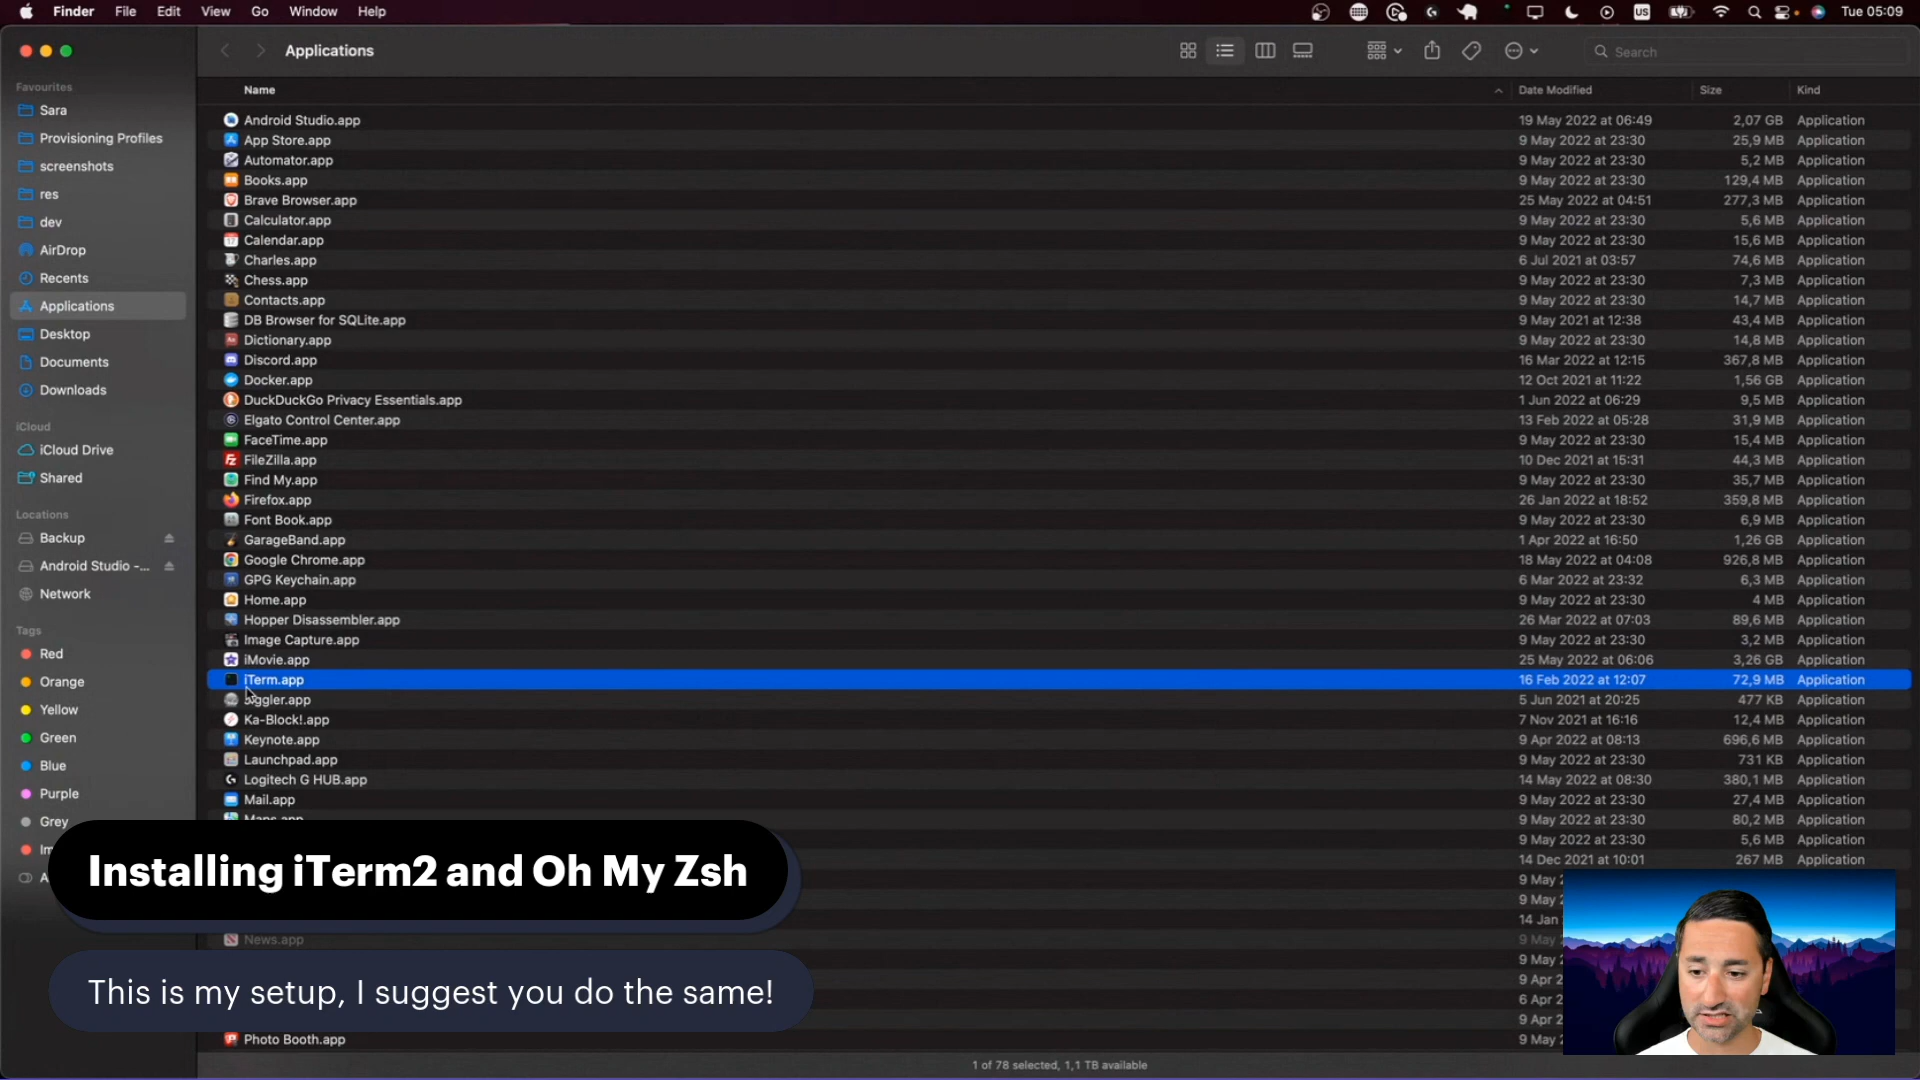 Finder File Edit View Go Window Help US Tue 05:09
Applications
Search
Favourites
Sara
Provisioning Profiles
screenshots
res
dev
AirDrop
Recents
Applications
Desktop
Documents
Downloads
iCloud
iCloud Drive
Shared
Locations
Backup
Android Studio -...
Network
Tags
Red
Orange
Yellow
Green
Blue
Purple
Grey
Name Date Modified Size Kind
Android Studio.app 19 May 2022 at 06:49 2,07 GB Application
App Store.app 9 May 2022 at 23:30 25,9 MB Application
Automator.app 9 May 2022 at 23:30 5,2 MB Application
Books.app 9 May 2022 at 23:30 129,4 MB Application
Brave Browser.app 25 May 2022 at 04:51 277,3 MB Application
Calculator.app 9 May 2022 at 23:30 5,6 MB Application
Calendar.app 9 May 2022 at 23:30 15,6 MB Application
Charles.app 6 Jul 2021 at 03:57 74,6 MB Application
Chess.app 9 May 2022 at 23:30 7,3 MB Application
Contacts.app 9 May 2022 at 23:30 14,7 MB Application
DB Browser for SQLite.app 9 May 2021 at 12:38 43,4 MB Application
Dictionary.app 9 May 2022 at 23:30 14,8 MB Application
Discord.app 16 Mar 2022 at 12:15 367,8 MB Application
Docker.app 12 Oct 2021 at 11:22 1,56 GB Application
DuckDuckGo Privacy Essentials.app 1 Jun 2022 at 06:29 9,5 MB Application
Elgato Control Center.app 13 Feb 2022 at 05:28 31,9 MB Application
FaceTime.app 9 May 2022 at 23:30 15,4 MB Application
FileZilla.app 10 Dec 2021 at 15:31 44,3 MB Application
Find My.app 9 May 2022 at 23:30 35,7 MB Application
Firefox.app 26 Jan 2022 at 18:52 359,8 MB Application
Font Book.app 9 May 2022 at 23:30 6,9 MB Application
GarageBand.app 1 Apr 2022 at 16:50 1,26 GB Application
Google Chrome.app 18 May 2022 at 04:08 926,8 MB Application
GPG Keychain.app 6 Mar 2022 at 23:32 6,3 MB Application
Home.app 9 May 2022 at 23:30 4 MB Application
Hopper Disassembler.app 26 Mar 2022 at 07:03 89,6 MB Application
Image Capture.app 9 May 2022 at 23:30 3,2 MB Application
iMovie.app 25 May 2022 at 06:06 3,26 GB Application
iTerm.app 16 Feb 2022 at 12:07 72,9 MB Application
Jiggler.app 5 Jun 2021 at 20:25 477 KB Application
Ka-Block!.app 7 Nov 2021 at 16:16 12,4 MB Application
Keynote.app 9 Apr 2022 at 08:13 696,6 MB Application
Launchpad.app 9 May 2022 at 23:30 731 KB Application
Logitech G HUB.app 14 May 2022 at 08:30 380,1 MB Application
Mail.app 9 May 2022 at 23:30 27,4 MB Application
Maps.app 9 May 2022 at 23:30 80,2 MB Application
9 May 2022 at 23:30 5,6 MB Application
14 Dec 2021 at 10:01 267 MB Application
9 May
9 May
14 Jan
News.app 9 May
9 May
9 Apr
6 Apr
9 Apr
Photo Booth.app 9 May
1 of 78 selected, 1,1 TB available
Installing iTerm2 and Oh My Zsh
This is my setup, I suggest you do the same!